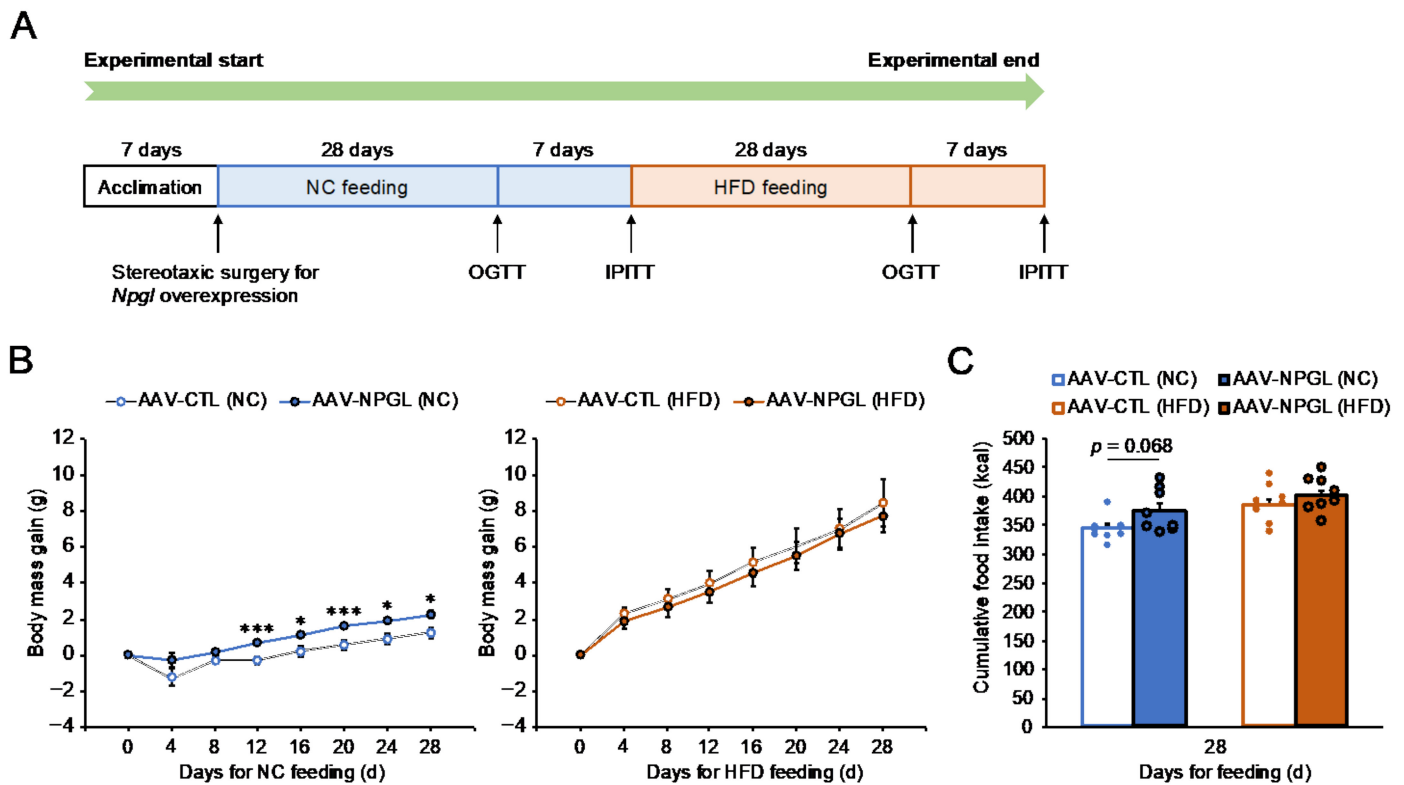 A
Experimental start
Experimental end
7 days
28 days
7 days
28 days
7 days
Acclimation
NC feeding
HFD feeding
Stereotaxic surgery for
Npgl overexpression
OGTT
IPITT
OGTT
IPITT
B
AAV-CTL (NC)
AAV-NPGL (NC)
Body mass gain (g)
12
10
8
6
4
2
0
−2
−4
***
*
***
*
*
0 4 8 12 16 20 24 28
Days for NC feeding (d)
AAV-CTL (HFD)
AAV-NPGL (HFD)
Body mass gain (g)
12
10
8
6
4
2
0
−2
−4
0 4 8 12 16 20 24 28
Days for HFD feeding (d)
C
AAV-CTL (NC)
AAV-NPGL (NC)
AAV-CTL (HFD)
AAV-NPGL (HFD)
Cumulative food intake (kcal)
500
450
400
350
300
250
200
150
100
50
0
p = 0.068
28
Days for feeding (d)